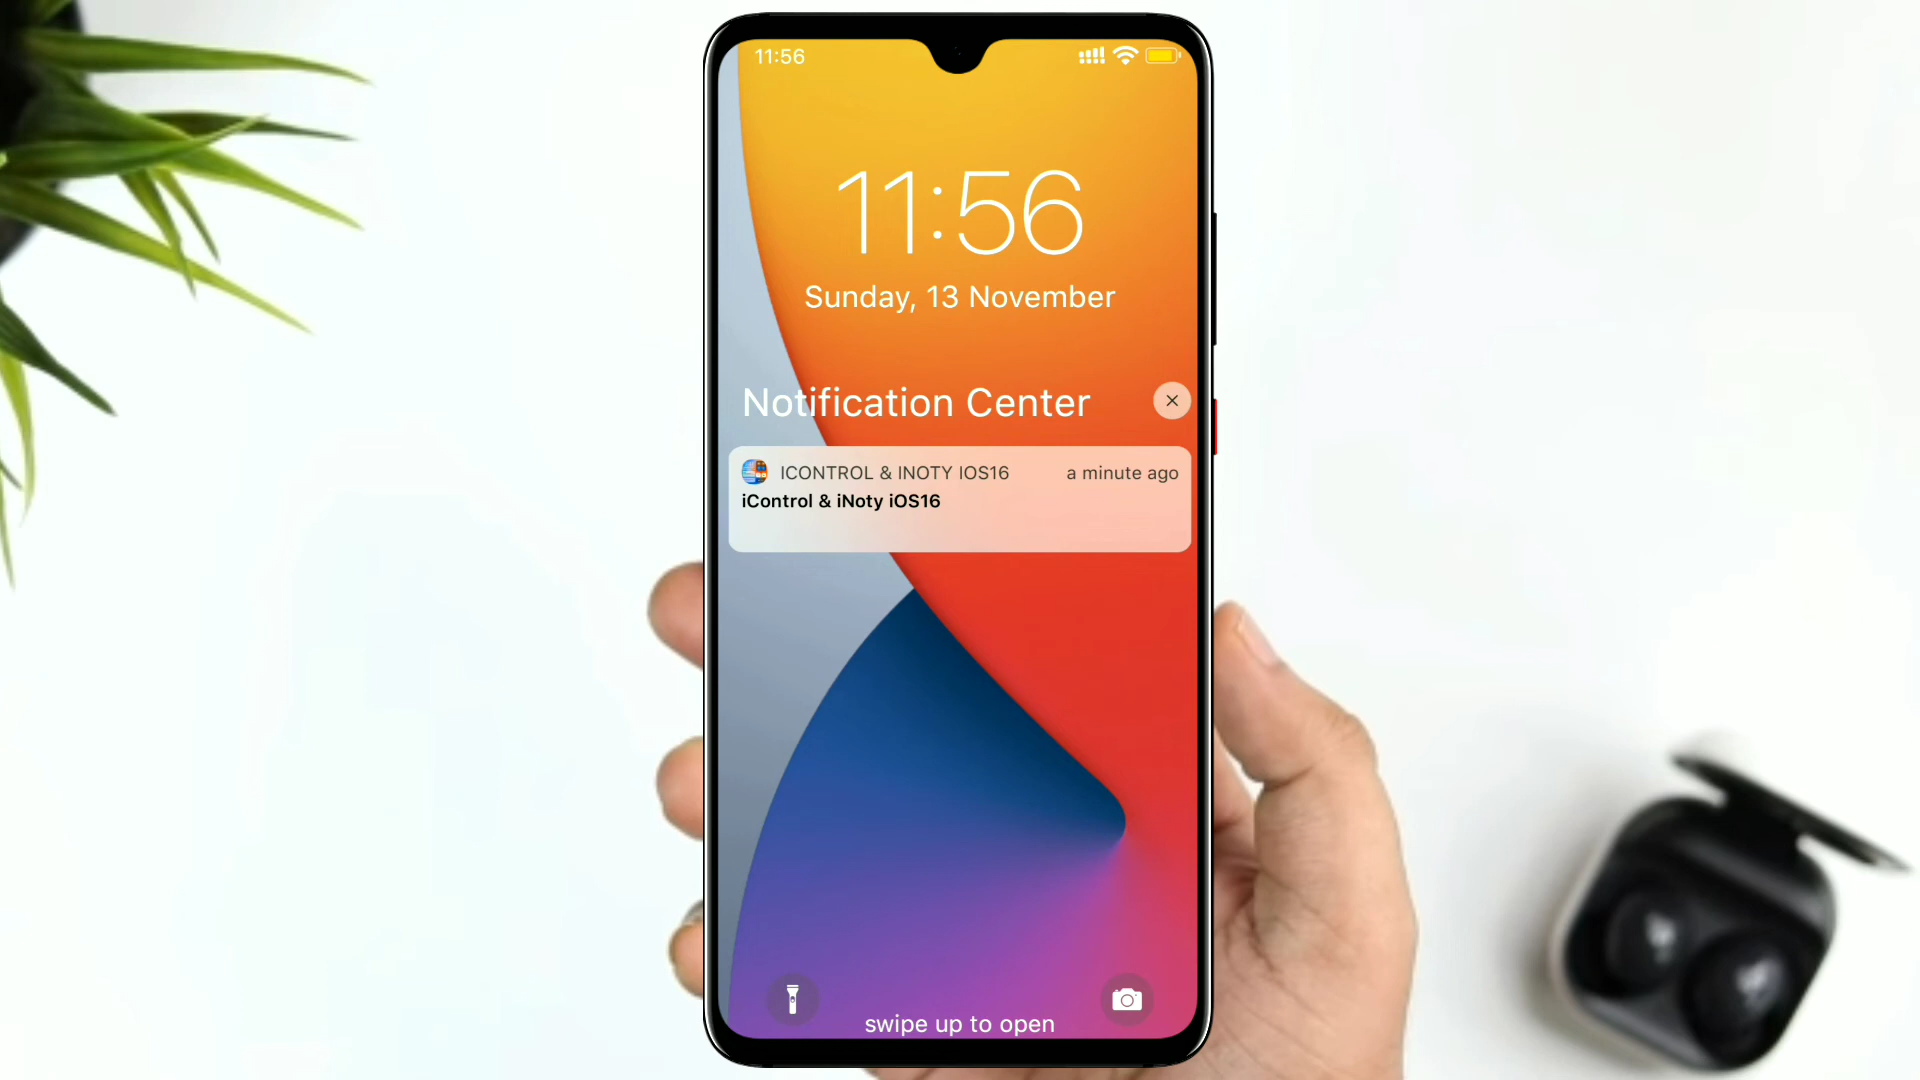 11:56
11:56
Sunday, 13 November
Notification Center
ICONTROL & INOTY IOS16
a minute ago
iControl & iNoty iOS16
swipe up to open